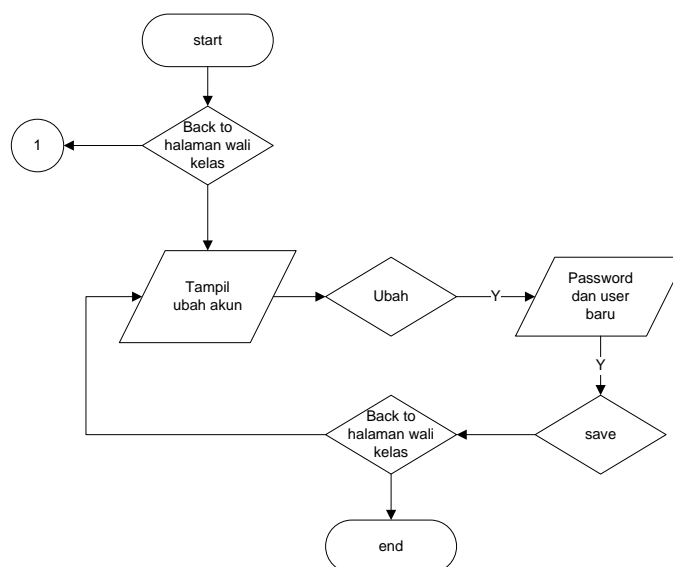 start
Back to
halaman wali
kelas
1
Tampil
ubah akun
Ubah
Y
Password
dan user
baru
Y
save
Back to
halaman wali
kelas
end